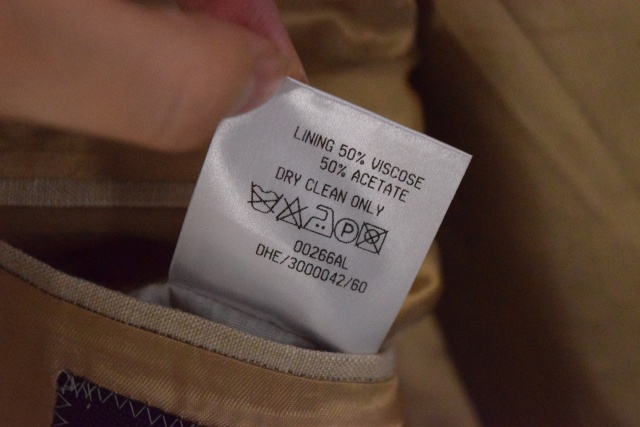 LINING 50% VISCOSE
50% ACETATE
DRY CLEAN ONLY
P
00266AL
DHE/3000042/60